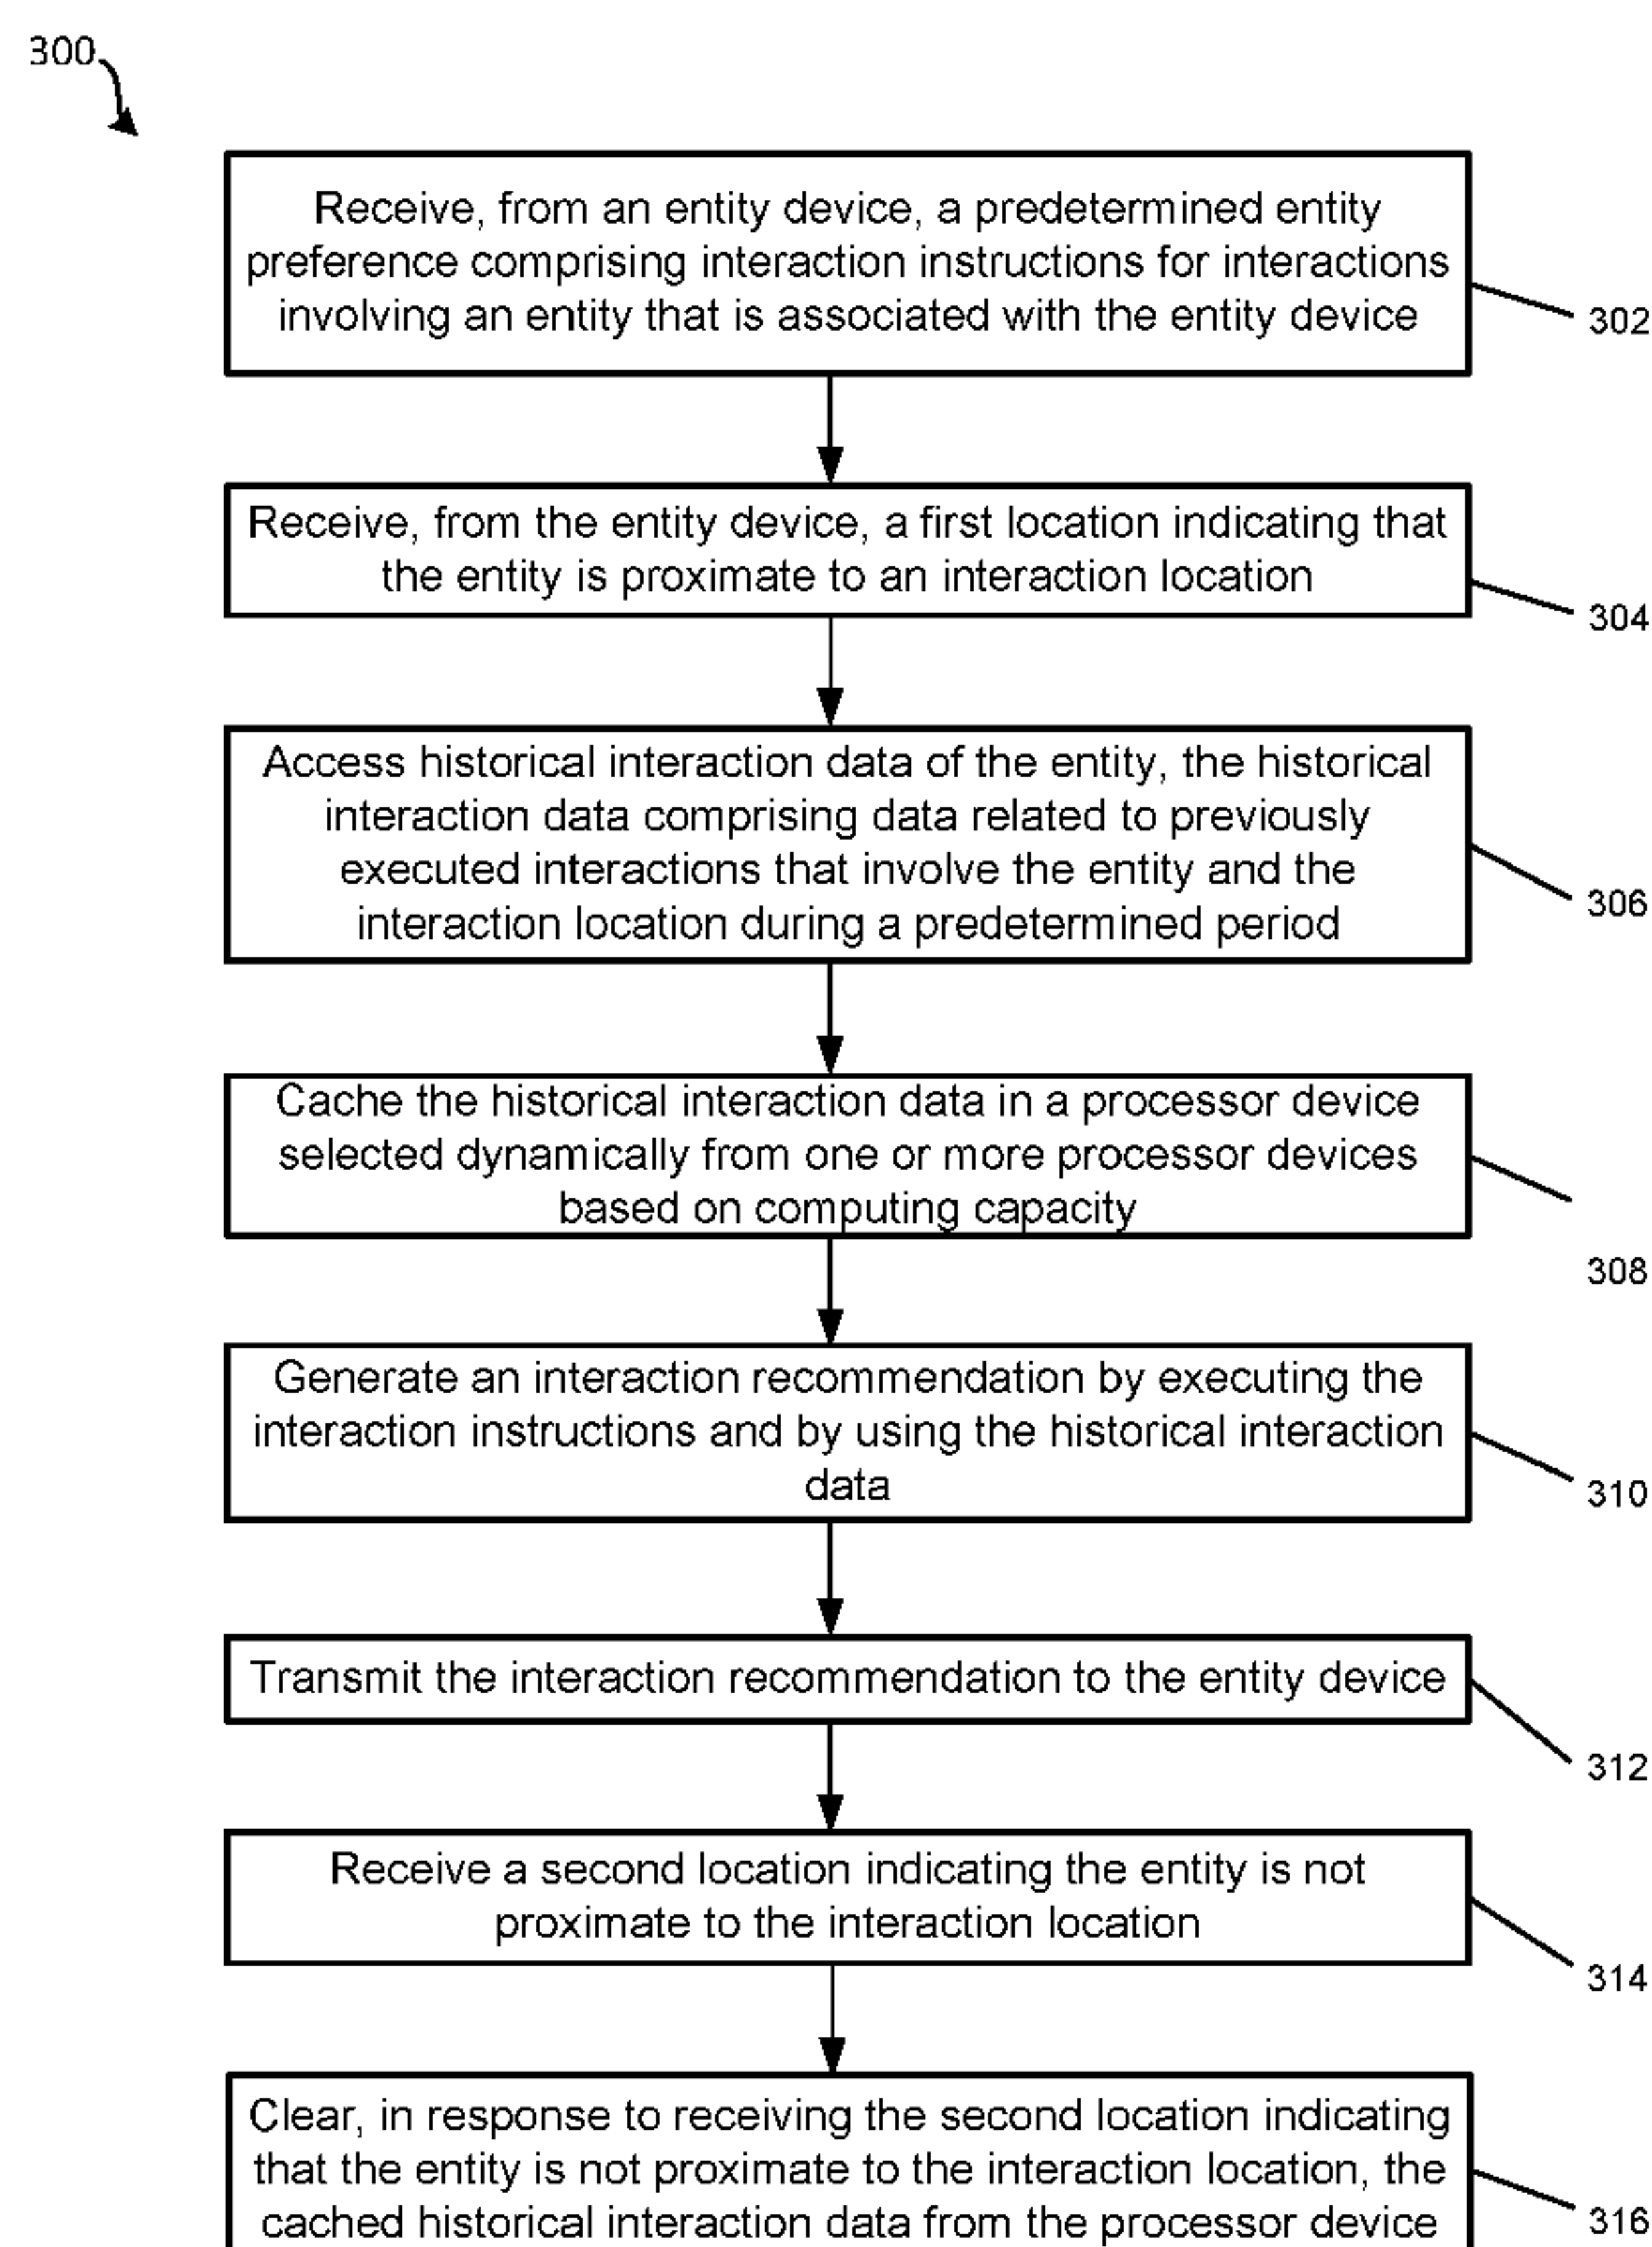 300
Receive, from an entity device, a predetermined entity
preference comprising interaction instructions for interactions
involving an entity that is associated with the entity device
302
Receive, from the entity device, a first location indicating that
the entity is proximate to an interaction location
304
Access historical interaction data of the entity, the historical
interaction data comprising data related to previously
executed interactions that involve the entity and the
interaction location during a predetermined period
306
Cache the historical interaction data in a processor device
selected dynamically from one or more processor devices
based on computing capacity
308
Generate an interaction recommendation by executing the
interaction instructions and by using the historical interaction
data
310
Transmit the interaction recommendation to the entity device
312
Receive a second location indicating the entity is not
proximate to the interaction location
314
Clear, in response to receiving the second location indicating
that the entity is not proximate to the interaction location, the
cached historical interaction data from the processor device
316